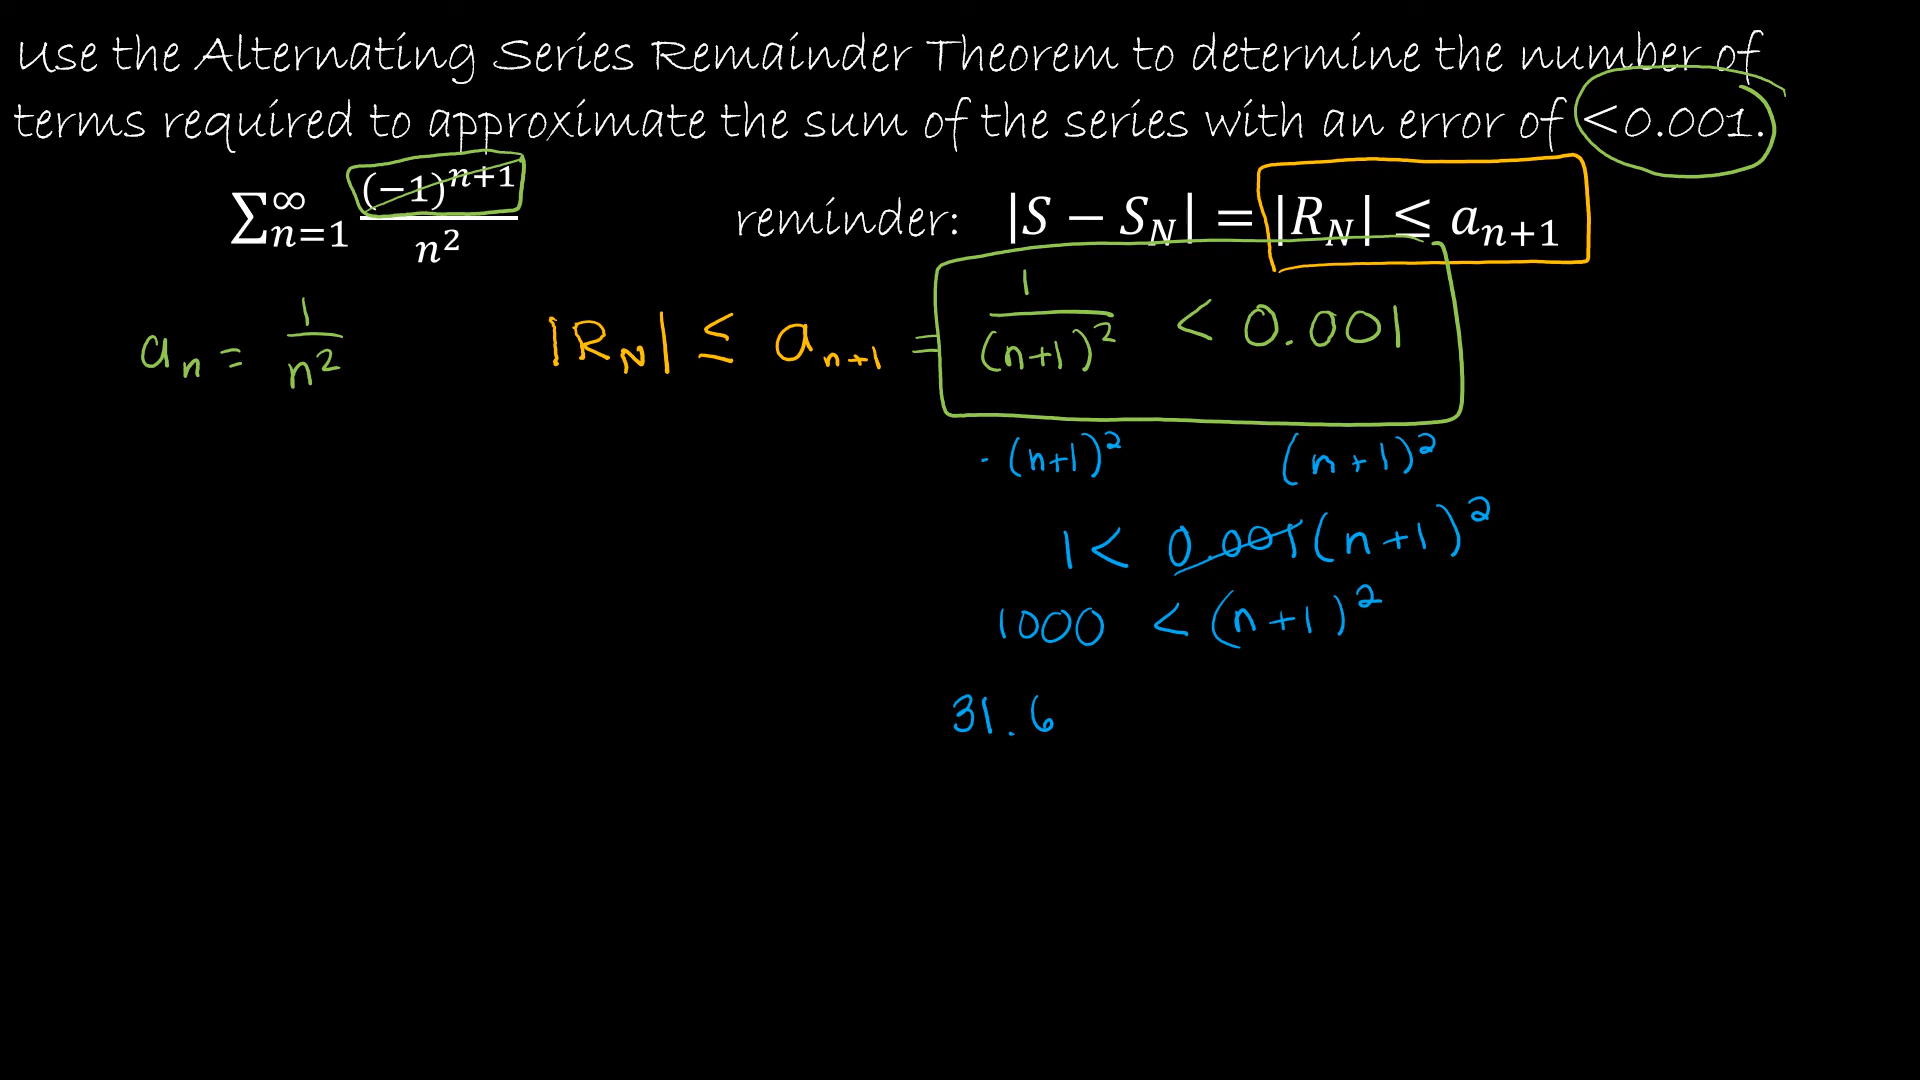 Use the Alternating Series Remainder Theorem to determine the number of
terms required to approximate the sum of the series with an error of <0.001.
∑_{n=1}^{∞} (−1)^{n+1}/n²
reminder: |S − S_N| = |R_N| ≤ a_{n+1}
a_n = 1/n²
|R_N| ≤ a_{n+1} = 1/(n+1)² < 0.001
· (n+1)² (n+1)²
1 < 0.001 (n+1)²
1000 < (n+1)²
31.6